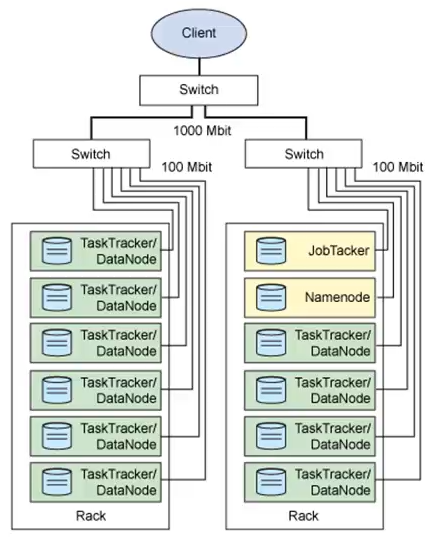 Client
Switch
1000 Mbit
Switch
Switch
100 Mbit
100 Mbit
TaskTracker/
DataNode
TaskTracker/
DataNode
TaskTracker/
DataNode
TaskTracker/
DataNode
TaskTracker/
DataNode
TaskTracker/
DataNode
Rack
JobTacker
Namenode
TaskTracker/
DataNode
TaskTracker/
DataNode
TaskTracker/
DataNode
TaskTracker/
DataNode
Rack